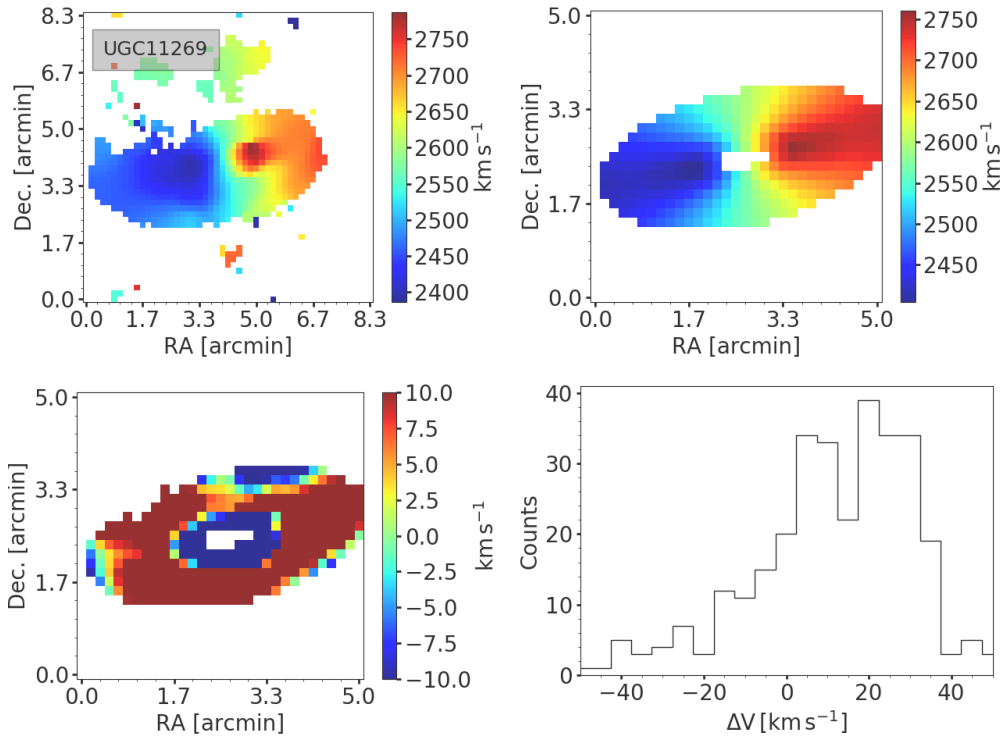 UGC11269
8.3
6.7
5.0
3.3
1.7
0.0
Dec. [arcmin]
0.0 1.7 3.3 5.0 6.7 8.3
RA [arcmin]
2750
2700
2650
2600
2550
2500
2450
2400
km s⁻¹
5.0
3.3
1.7
0.0
Dec. [arcmin]
0.0 1.7 3.3 5.0
RA [arcmin]
2750
2700
2650
2600
2550
2500
2450
km s⁻¹
5.0
3.3
1.7
0.0
Dec. [arcmin]
0.0 1.7 3.3 5.0
RA [arcmin]
10.0
7.5
5.0
2.5
0.0
−2.5
−5.0
−7.5
−10.0
km s⁻¹
40
30
20
10
0
Counts
−40 −20 0 20 40
ΔV [km s⁻¹]